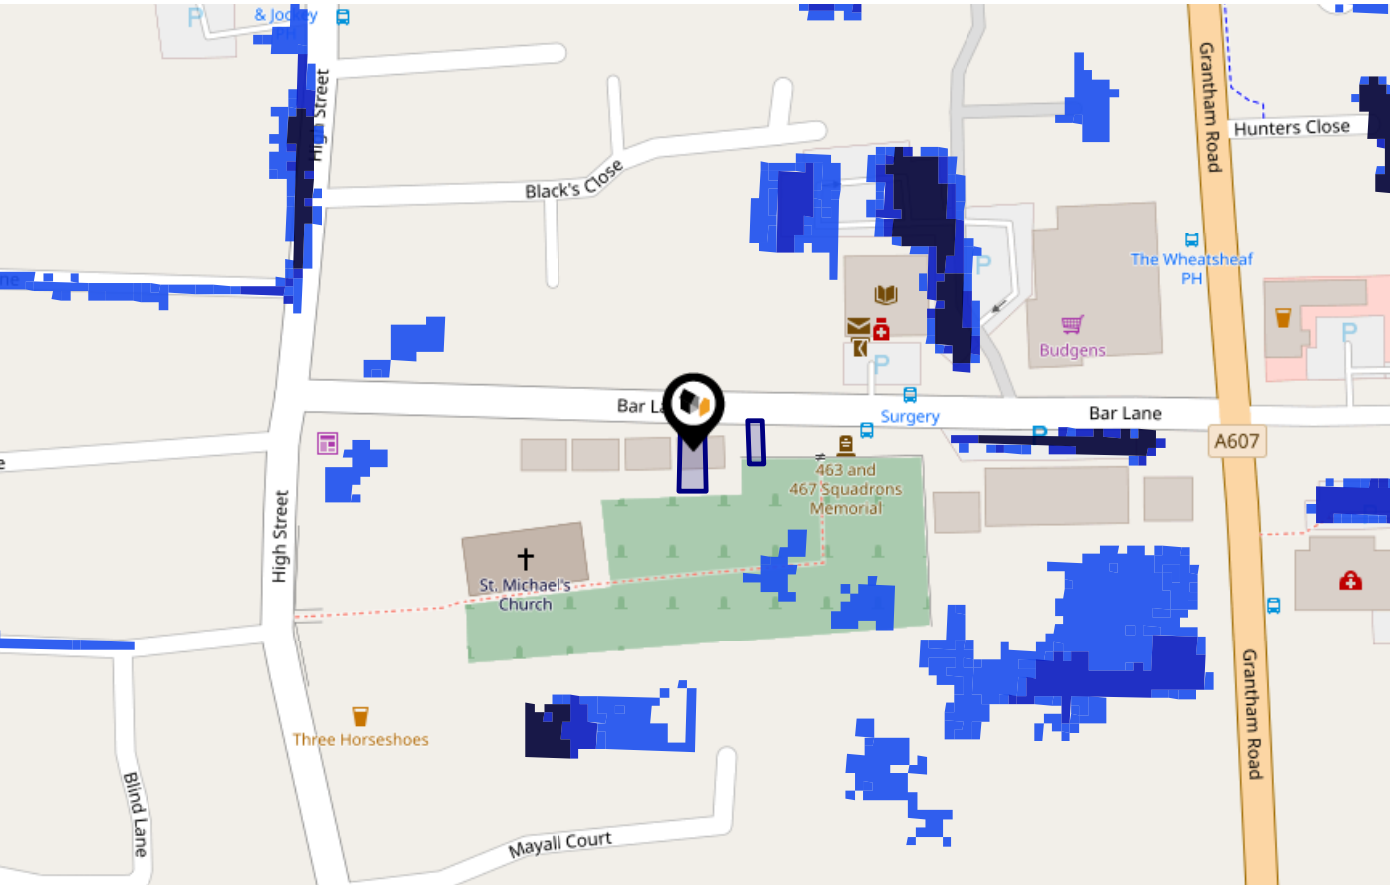 & Jockey
PH
P
High Street
Grantham Road
Hunters Close
Black's Close
P
The Wheatsheaf
PH
P
Budgens
P
Bar
Surgery
Bar Lane
A607
463 and
467 Squadrons
Memorial
High Street
St. Michael's
Church
Three Horseshoes
Grantham Road
Blind Lane
Mayall Court